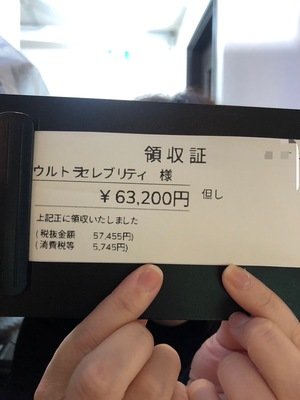 領収証
ウルトラセレブリティ 様
¥63,200円 但し
上記正に領収いたしました
(税抜金額 57,455円)
(消費税等 5,745円)